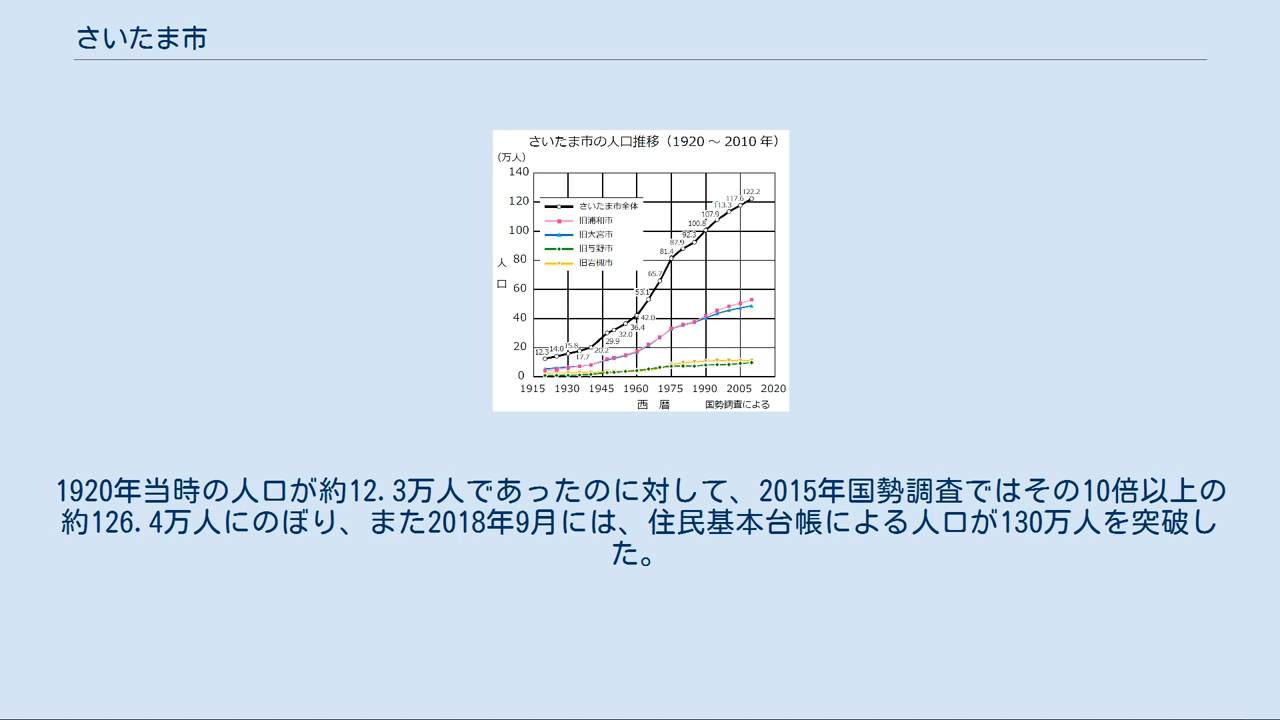 さいたま市
さいたま市の人口推移（1920 ～ 2010 年）
(万人)
140
120
100
80
60
40
20
0
人
口
さいたま市全体
旧浦和市
旧大宮市
旧与野市
旧岩槻市
12.3
14.0
15.8
17.7
20.2
29.9
32.0
36.4
42.0
53.1
65.7
81.4
87.9
92.3
100.8
107.9
113.3
117.6
122.2
1915 1930 1945 1960 1975 1990 2005 2020
西 暦
国勢調査による
1920年当時の人口が約12.3万人であったのに対して、2015年国勢調査ではその10倍以上の
約126.4万人にのぼり、また2018年9月には、住民基本台帳による人口が130万人を突破し
た。